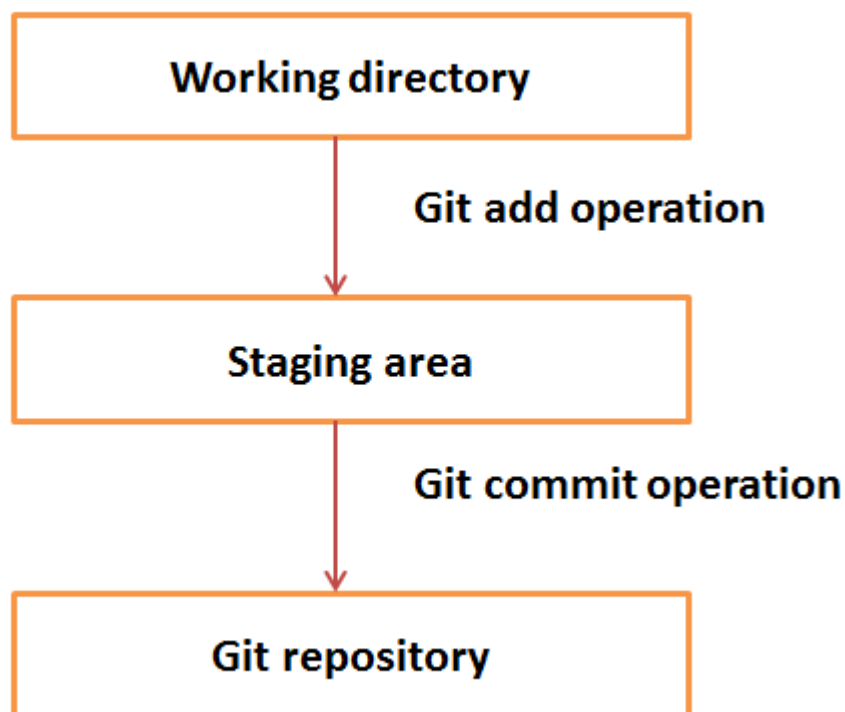 Working directory
Git add operation
Staging area
Git commit operation
Git repository